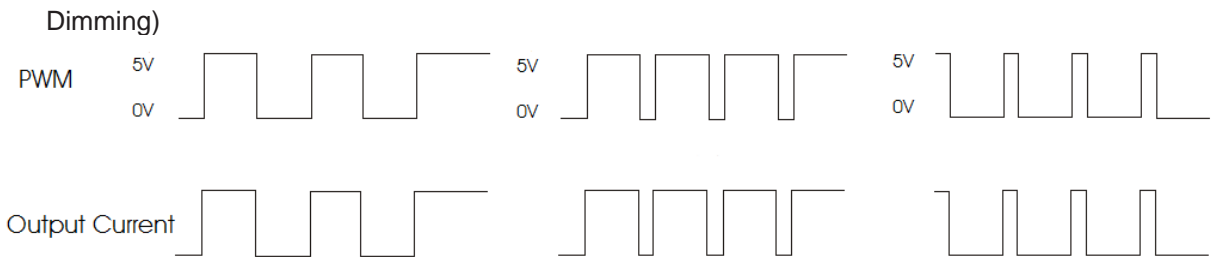 Dimming)
PWM
5V
0V
5V
0V
5V
0V
Output Current